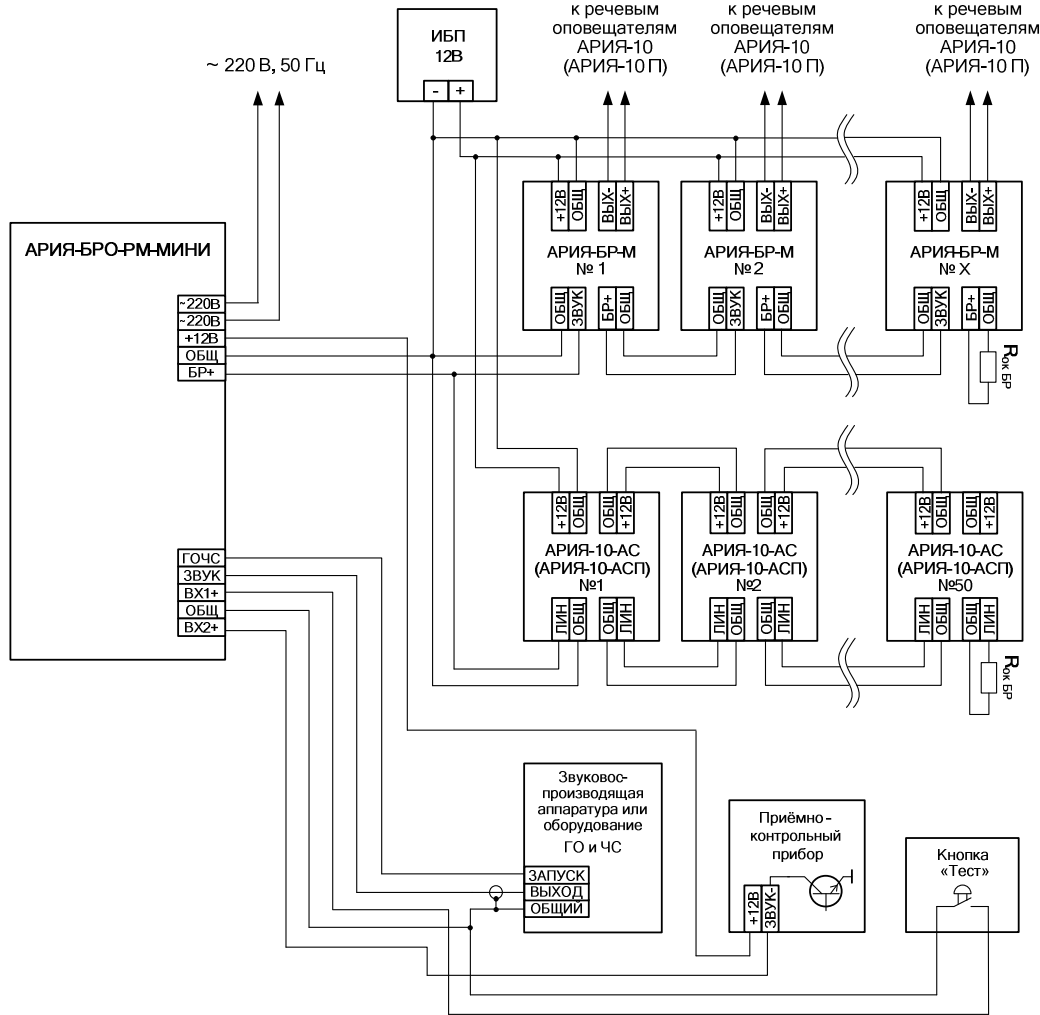 ~ 220 В, 50 Гц
ИБП
12В
- +
к речевым
оповещателям
АРИЯ-10
(АРИЯ-10 П)
к речевым
оповещателям
АРИЯ-10
(АРИЯ-10 П)
к речевым
оповещателям
АРИЯ-10
(АРИЯ-10 П)
АРИЯ-БРО-РМ-МИНИ
~220В
~220В
+12В
ОБЩ
БР+
ГОЧС
ЗВУК
ВХ1+
ОБЩ
ВХ2+
+12В
ОБЩ
ВЫХ-
ВЫХ+
АРИЯ-БР-М
№ 1
ОБЩ
ЗВУК
БР+
ОБЩ
+12В
ОБЩ
ВЫХ-
ВЫХ+
АРИЯ-БР-М
№2
ОБЩ
ЗВУК
БР+
ОБЩ
+12В
ОБЩ
ВЫХ-
ВЫХ+
АРИЯ-БР-М
№ Х
ОБЩ
ЗВУК
БР+
ОБЩ
Rок БР
+12В
ОБЩ
ОБЩ
+12В
АРИЯ-10-АС
(АРИЯ-10-АСП)
№1
ЛИН
ОБЩ
ОБЩ
ЛИН
+12В
ОБЩ
ОБЩ
+12В
АРИЯ-10-АС
(АРИЯ-10-АСП)
№2
ЛИН
ОБЩ
ОБЩ
ЛИН
+12В
ОБЩ
ОБЩ
+12В
АРИЯ-10-АС
(АРИЯ-10-АСП)
№50
ЛИН
ОБЩ
ОБЩ
ЛИН
Rок БР
Звуковос-
производящая
аппаратура или
оборудование
ГО и ЧС
ЗАПУСК
ВЫХОД
ОБЩИЙ
Приёмно-
контрольный
прибор
+12В
ЗВУК-
Кнопка
«Тест»